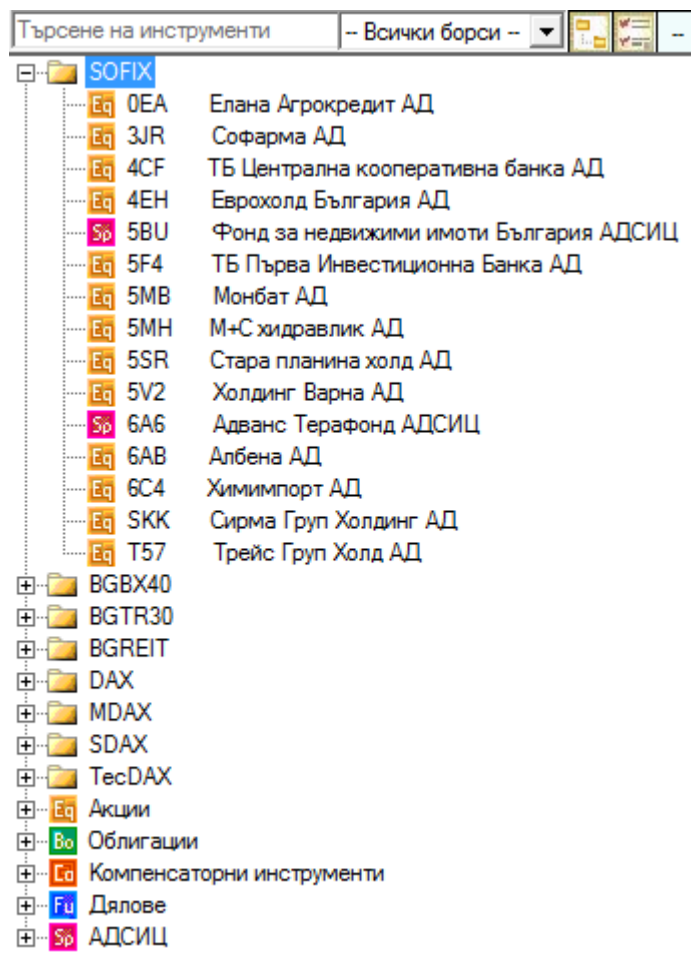 Търсене на инструменти -- Всички борси -- --
SOFIX
Eq 0EA Елана Агрокредит АД
Eq 3JR Софарма АД
Eq 4CF ТБ Централна кооперативна банка АД
Eq 4EH Еврохолд България АД
Sp 5BU Фонд за недвижими имоти България АДСИЦ
Eq 5F4 ТБ Първа Инвестиционна Банка АД
Eq 5MB Монбат АД
Eq 5MH М+С хидравлик АД
Eq 5SR Стара планина холд АД
Eq 5V2 Холдинг Варна АД
Sp 6A6 Адванс Терафонд АДСИЦ
Eq 6AB Албена АД
Eq 6C4 Химимпорт АД
Eq SKK Сирма Груп Холдинг АД
Eq T57 Трейс Груп Холд АД
BGBX40
BGTR30
BGREIT
DAX
MDAX
SDAX
TecDAX
Eq Акции
Bo Облигации
Co Компенсаторни инструменти
Fu Дялове
Sp АДСИЦ